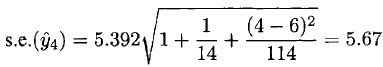 s.e.(ŷ₄) = 5.392√(1 + 1/14 + (4 − 6)²/114) = 5.67